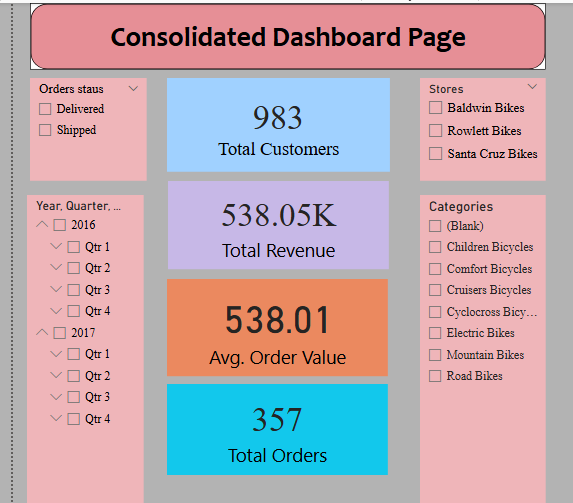 Consolidated Dashboard Page
Orders staus
Delivered
Shipped
Year, Quarter, ...
2016
Qtr 1
Qtr 2
Qtr 3
Qtr 4
2017
Qtr 1
Qtr 2
Qtr 3
Qtr 4
983
Total Customers
538.05K
Total Revenue
538.01
Avg. Order Value
357
Total Orders
Stores
Baldwin Bikes
Rowlett Bikes
Santa Cruz Bikes
Categories
(Blank)
Children Bicycles
Comfort Bicycles
Cruisers Bicycles
Cyclocross Bicy...
Electric Bikes
Mountain Bikes
Road Bikes